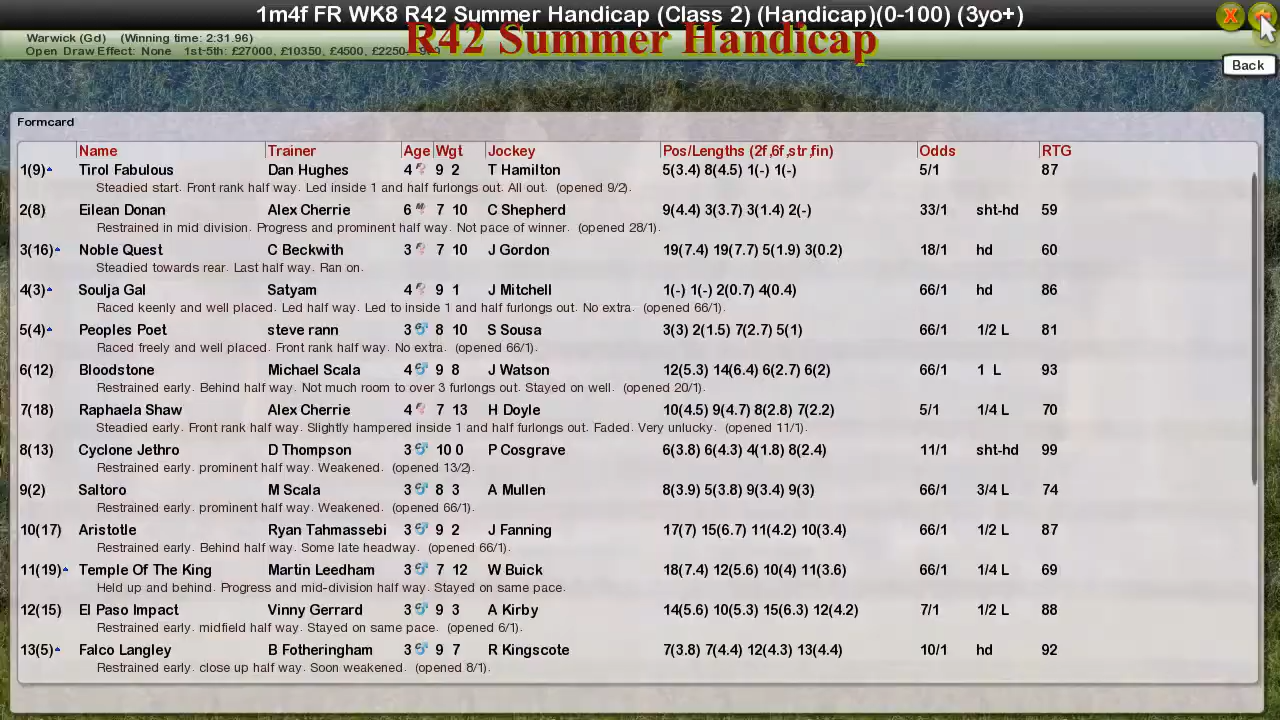 1m4f FR WK8 R42 Summer Handicap (Class 2) (Handicap)(0-100) (3yo+)
Warwick (Gd) (Winning time: 2:31.96)
R42 Summer Handicap
Open Draw Effect: None 1st-5th: £27000, £10350, £4500, £2250,
Back
Formcard
Name Trainer Age Wgt Jockey Pos/Lengths (2f,6f,str,fin) Odds RTG
1(9) Tirol Fabulous Dan Hughes 4 9 2 T Hamilton 5(3.4) 8(4.5) 1(-) 1(-) 5/1 87
Steadied start. Front rank half way. Led inside 1 and half furlongs out. All out. (opened 9/2).
2(8) Eilean Donan Alex Cherrie 6 7 10 C Shepherd 9(4.4) 3(3.7) 3(1.4) 2(-) 33/1 sht-hd 59
Restrained in mid division. Progress and prominent half way. Not pace of winner. (opened 28/1).
3(16) Noble Quest C Beckwith 3 7 10 J Gordon 19(7.4) 19(7.7) 5(1.9) 3(0.2) 18/1 hd 60
Steadied towards rear. Last half way. Ran on.
4(3) Soulja Gal Satyam 4 9 1 J Mitchell 1(-) 1(-) 2(0.7) 4(0.4) 66/1 hd 86
Raced keenly and well placed. Led half way. Led to inside 1 and half furlongs out. No extra. (opened 66/1).
5(4) Peoples Poet steve rann 3 8 10 S Sousa 3(3) 2(1.5) 7(2.7) 5(1) 66/1 1/2 L 81
Raced freely and well placed. Front rank half way. No extra. (opened 66/1).
6(12) Bloodstone Michael Scala 4 9 8 J Watson 12(5.3) 14(6.4) 6(2.7) 6(2) 66/1 1 L 93
Restrained early. Behind half way. Not much room to over 3 furlongs out. Stayed on well. (opened 20/1).
7(18) Raphaela Shaw Alex Cherrie 4 7 13 H Doyle 10(4.5) 9(4.7) 8(2.8) 7(2.2) 5/1 1/4 L 70
Steadied early. Front rank half way. Slightly hampered inside 1 and half furlongs out. Faded. Very unlucky. (opened 11/1).
8(13) Cyclone Jethro D Thompson 3 10 0 P Cosgrave 6(3.8) 6(4.3) 4(1.8) 8(2.4) 11/1 sht-hd 99
Restrained early. prominent half way. Weakened. (opened 13/2).
9(2) Saltoro M Scala 3 8 3 A Mullen 8(3.9) 5(3.8) 9(3.4) 9(3) 66/1 3/4 L 74
Restrained early. prominent half way. Weakened. (opened 66/1).
10(17) Aristotle Ryan Tahmassebi 3 9 2 J Fanning 17(7) 15(6.7) 11(4.2) 10(3.4) 66/1 1/2 L 87
Restrained early. Behind half way. Some late headway. (opened 66/1).
11(19) Temple Of The King Martin Leedham 3 7 12 W Buick 18(7.4) 12(5.6) 10(4) 11(3.6) 66/1 1/4 L 69
Held up and behind. Progress and mid-division half way. Stayed on same pace.
12(15) El Paso Impact Vinny Gerrard 3 9 3 A Kirby 14(5.6) 10(5.3) 15(6.3) 12(4.2) 7/1 1/2 L 88
Restrained early. midfield half way. Stayed on same pace. (opened 6/1).
13(5) Falco Langley B Fotheringham 3 9 7 R Kingscote 7(3.8) 7(4.4) 12(4.3) 13(4.4) 10/1 hd 92
Restrained early. close up half way. Soon weakened. (opened 8/1).